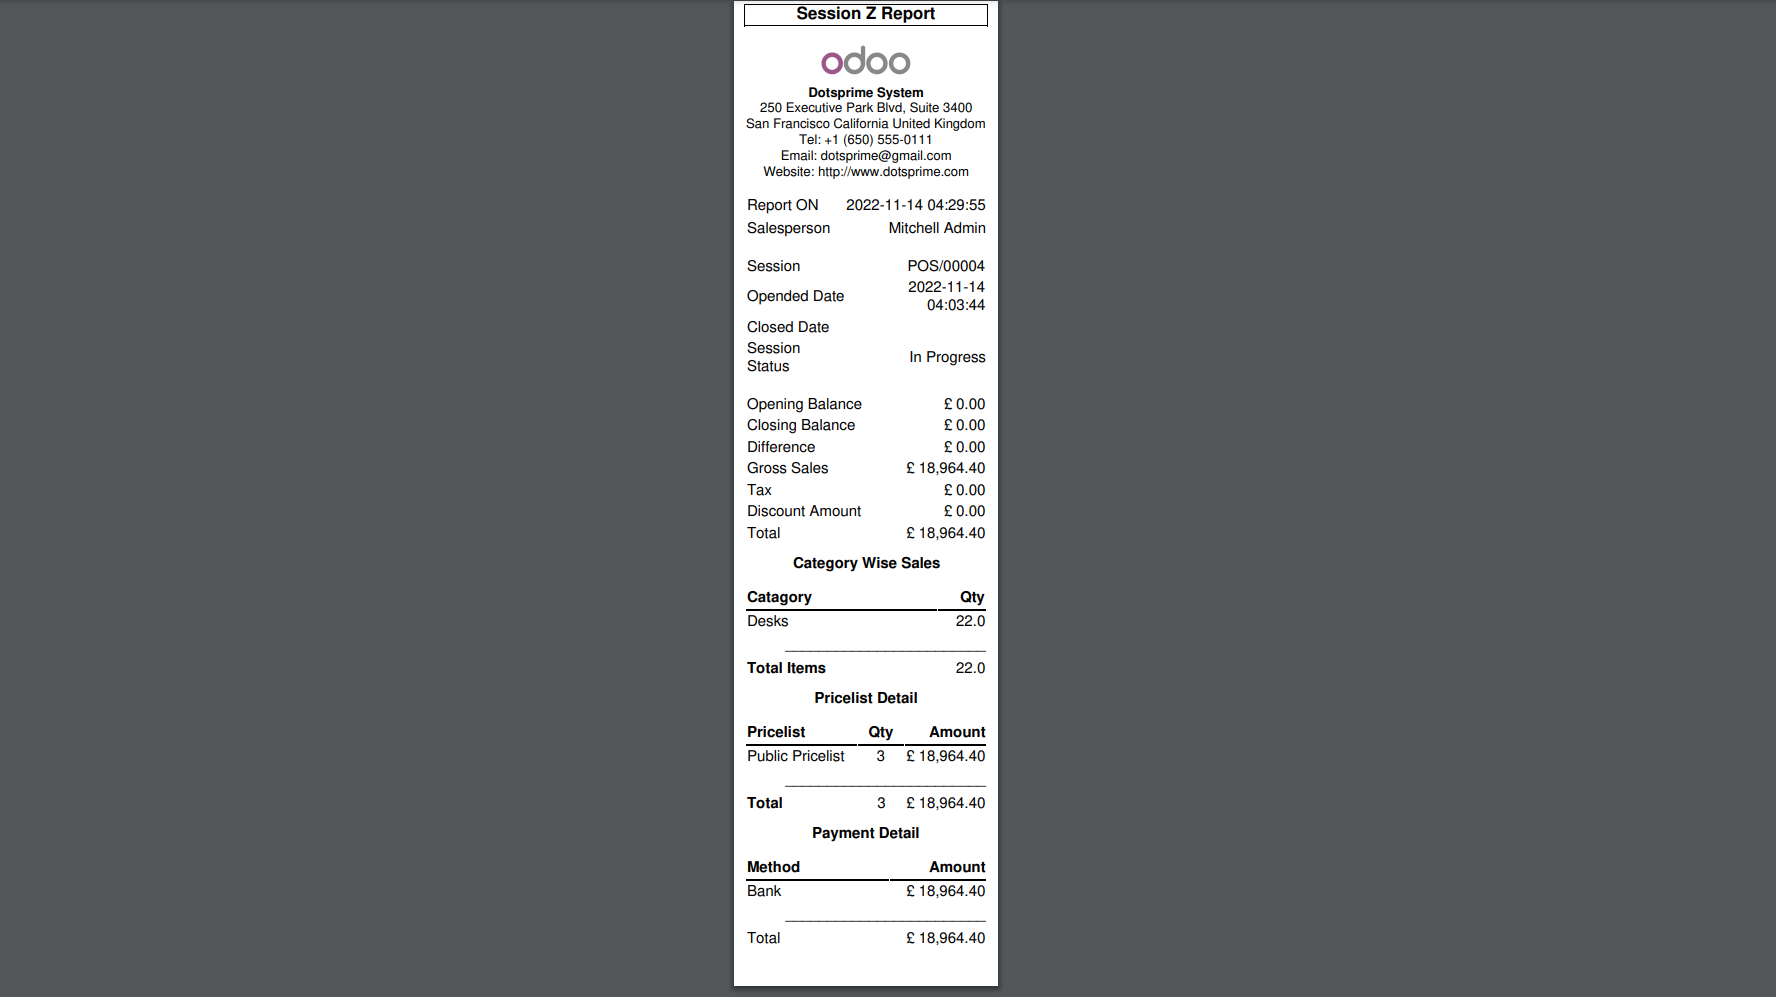 Session Z Report
odoo
Dotsprime System
250 Executive Park Blvd, Suite 3400
San Francisco California United Kingdom
Tel: +1 (650) 555-0111
Email: dotsprime@gmail.com
Website: http://www.dotsprime.com
Report ON 2022-11-14 04:29:55
Salesperson Mitchell Admin
Session POS/00004
Opended Date 2022-11-14 04:03:44
Closed Date
Session Status In Progress
Opening Balance £ 0.00
Closing Balance £ 0.00
Difference £ 0.00
Gross Sales £ 18,964.40
Tax £ 0.00
Discount Amount £ 0.00
Total £ 18,964.40
Category Wise Sales
Catagory Qty
Desks 22.0
Total Items 22.0
Pricelist Detail
Pricelist Qty Amount
Public Pricelist 3 £ 18,964.40
Total 3 £ 18,964.40
Payment Detail
Method Amount
Bank £ 18,964.40
Total £ 18,964.40